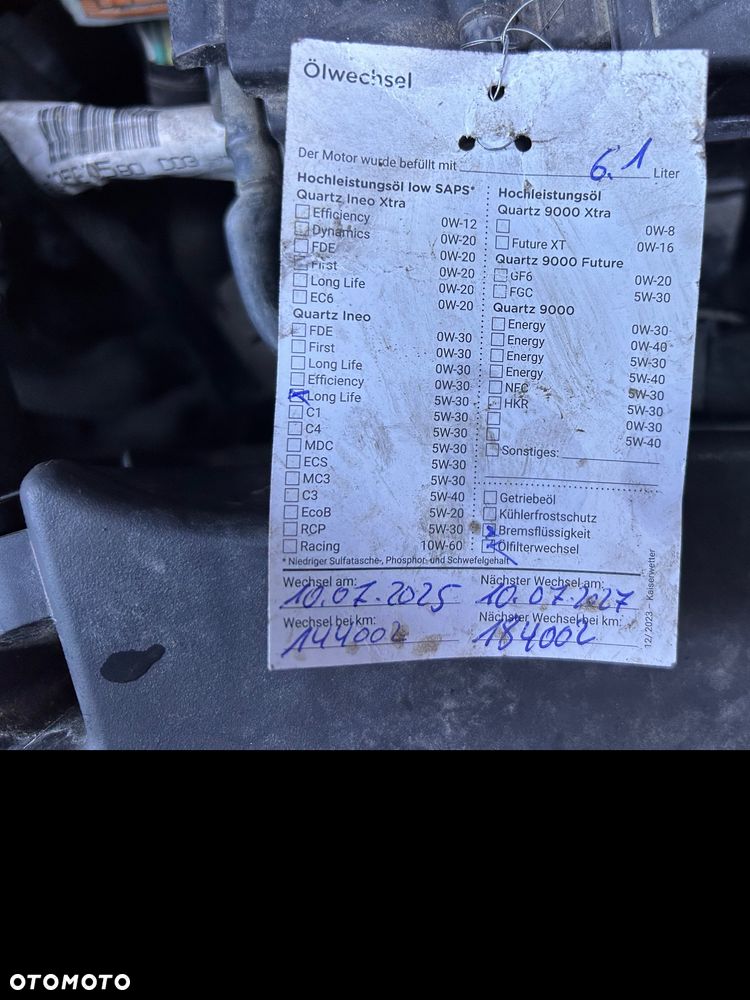 Ölwechsel
Der Motor wurde befüllt mit 6.1 Liter
Hochleistungsöl low SAPS*
Quartz Ineo Xtra
Efficiency 0W-12
Dynamics 0W-20
FDE 0W-20
First 0W-20
Long Life 0W-20
EC6 0W-20
Quartz Ineo
FDE 0W-30
First 0W-30
Long Life 0W-30
Efficiency 0W-30
Long Life 5W-30
C1 5W-30
C4 5W-30
MDC 5W-30
ECS 5W-30
MC3 5W-30
C3 5W-40
EcoB 5W-20
RCP 5W-30
Racing 10W-60
Hochleistungsöl
Quartz 9000 Xtra
0W-8
Future XT 0W-16
Quartz 9000 Future
GF6 0W-20
FGC 5W-30
Quartz 9000
Energy 0W-30
Energy 0W-40
Energy 5W-30
Energy 5W-40
NFC 5W-30
HKR 5W-30
0W-30
5W-40
Sonstiges:
Getriebeöl
Kühlerfrostschutz
Bremsflüssigkeit
Ölfilterwechsel
* Niedriger Sulfatasche-, Phosphor- und Schwefelgehalt
Wechsel am: 10.07.2025
Nächster Wechsel am: 10.07.2027
Wechsel bei km: 144002
Nächster Wechsel bei km: 184002
12/2023 – Kaiserwetter
OTOMOTO